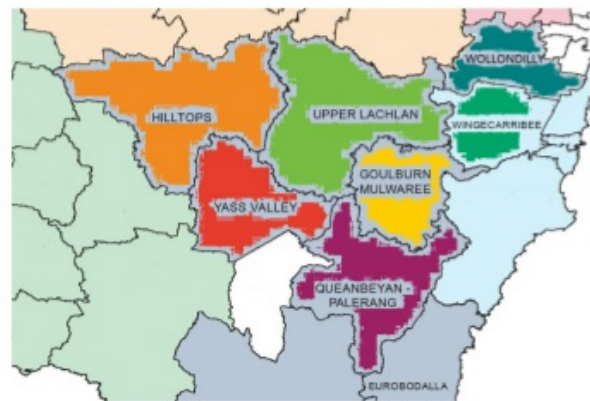 WOLLONDILLY
HILLTOPS
UPPER LACHLAN
WINGECARRIBEE
GOULBURN
MULWAREE
YASS VALLEY
QUEANBEYAN -
PALERANG
EUROBODALLA